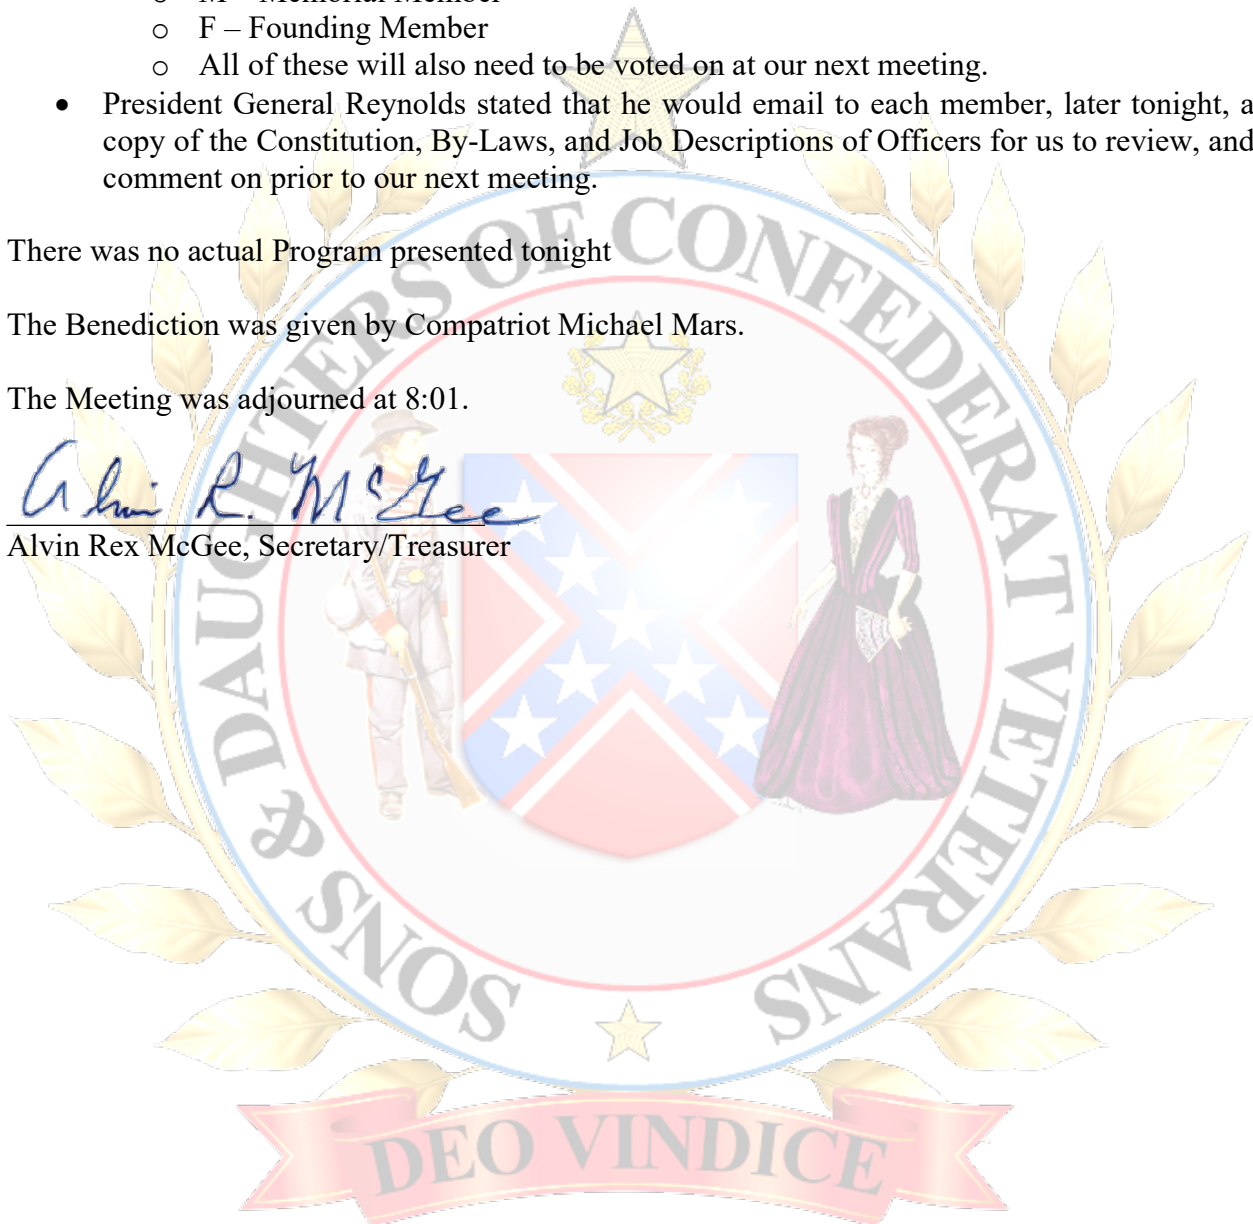 o M – Memorial Member
o F – Founding Member
o All of these will also need to be voted on at our next meeting.
• President General Reynolds stated that he would email to each member, later tonight, a
copy of the Constitution, By-Laws, and Job Descriptions of Officers for us to review, and
comment on prior to our next meeting.
There was no actual Program presented tonight
The Benediction was given by Compatriot Michael Mars.
The Meeting was adjourned at 8:01.
Alvin R. McGee
Alvin Rex McGee, Secretary/Treasurer
SONS & DAUGHTERS OF CONFEDERAT VETERANS
DEO VINDICE